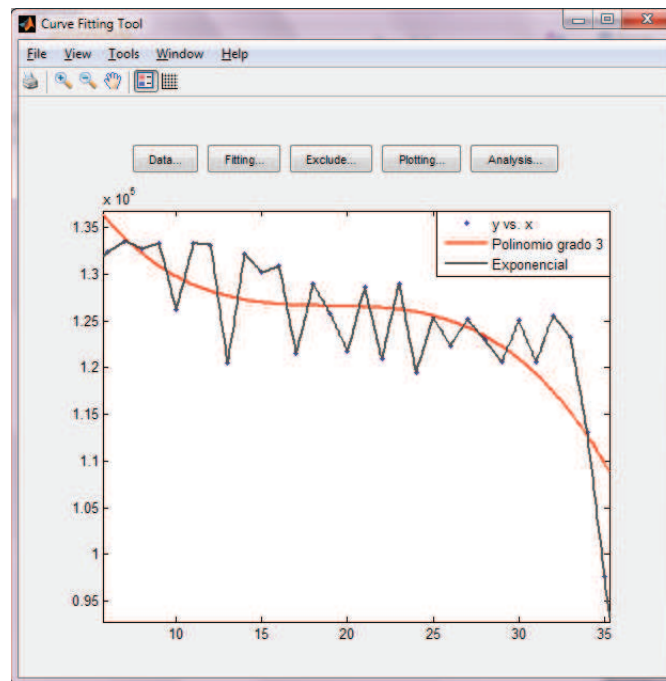 Curve Fitting Tool
File View Tools Window Help
Data... Fitting... Exclude... Plotting... Analysis...
x 10^5
1.35
1.3
1.25
1.2
1.15
1.1
1.05
1
0.95
10 15 20 25 30 35
y vs. x
Polinomio grado 3
Exponencial